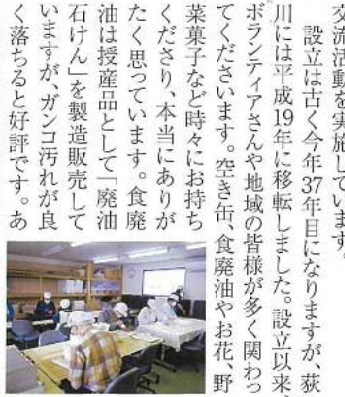 交流活動を実施しています。
　設立は古く今年37年目になりますが、荻
川には平成19年に移転しました。設立以来、
ボランティアさんや地域の皆様が多く関わっ
てくださいます。空き缶、食廃油やお花、野
菜菓子など時々にお持ち
くださり、本当にありが
たく思っています。食廃
油は授産品として「廃油
石けん」を製造販売して
いますが、ガンコ汚れが良
く落ちると好評です。あ